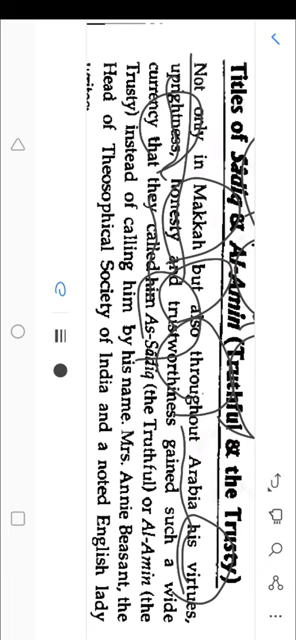 Titles of Sâdiq & Al-Amin (Truthful & the Trusty)
Not only in Makkah but also throughout Arabia his virtues,
uprightness, honesty and trustworthiness gained such a wide
currency that they called him As-Sâdiq (the Truthful) or Al-Amin (the
Trusty) instead of calling him by his name. Mrs. Annie Beasant, the
Head of Theosophical Society of India and a noted English lady